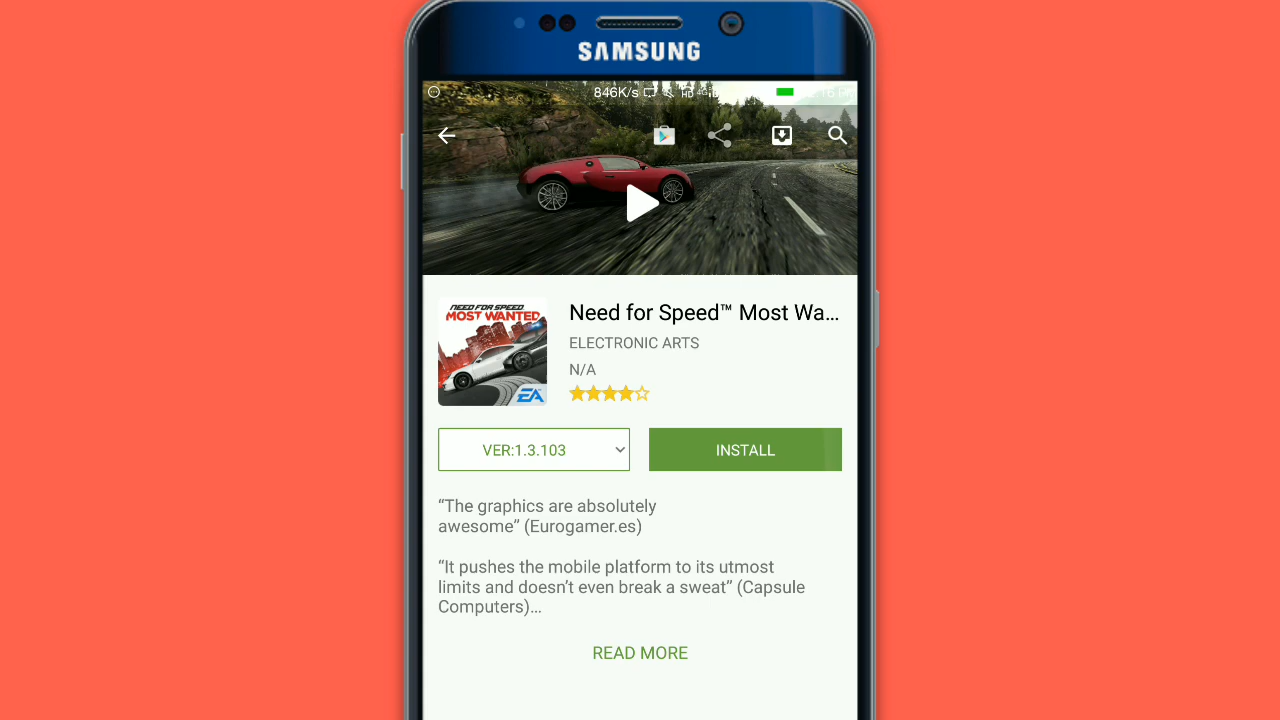 SAMSUNG
846K/s HD 4G
NEED FOR SPEED
MOST WANTED
EA
Need for Speed™ Most Wa...
ELECTRONIC ARTS
N/A
VER:1.3.103
INSTALL
“The graphics are absolutely
awesome” (Eurogamer.es)
“It pushes the mobile platform to its utmost
limits and doesn’t even break a sweat” (Capsule
Computers)...
READ MORE